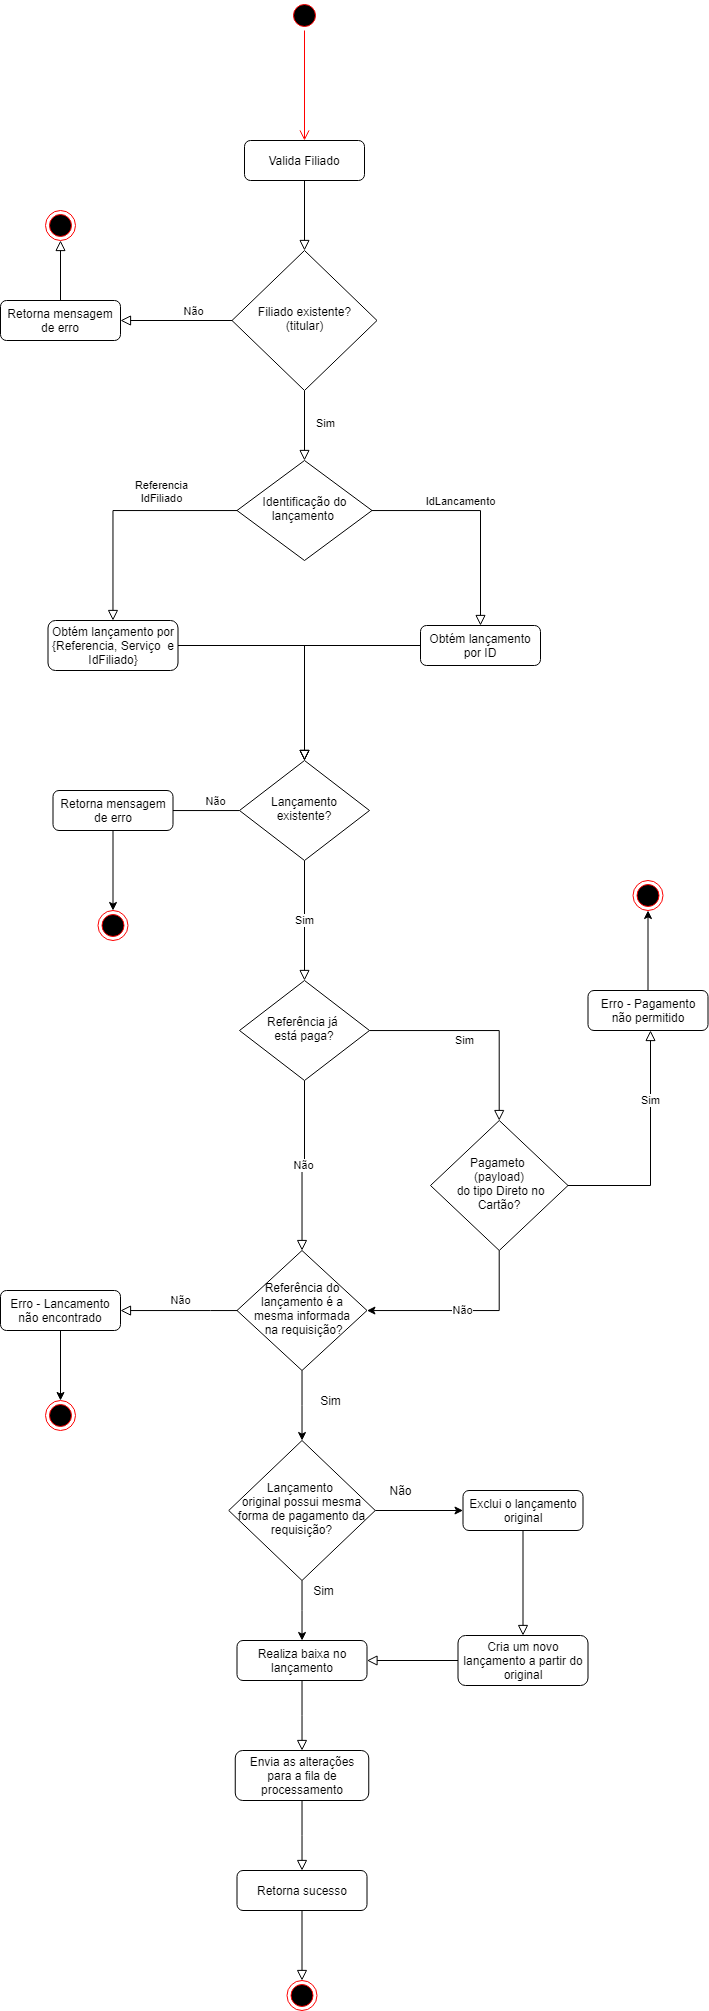 Valida Filiado
Filiado existente?
(titular)
Não
Retorna mensagem
de erro
Sim
Identificação do
lançamento
Referencia
IdFiliado
IdLancamento
Obtém lançamento por
{Referencia, Serviço e
IdFiliado}
Obtém lançamento
por ID
Lançamento
existente?
Não
Retorna mensagem
de erro
Sim
Referência já
está paga?
Sim
Erro - Pagamento
não permitido
Sim
Pagameto
(payload)
do tipo Direto no
Cartão?
Não
Não
Referência do
lançamento é a
mesma informada
na requisição?
Não
Erro - Lancamento
não encontrado
Sim
Lançamento
original possui mesma
forma de pagamento da
requisição?
Não
Exclui o lançamento
original
Sim
Cria um novo
lançamento a partir do
original
Realiza baixa no
lançamento
Envia as alterações
para a fila de
processamento
Retorna sucesso